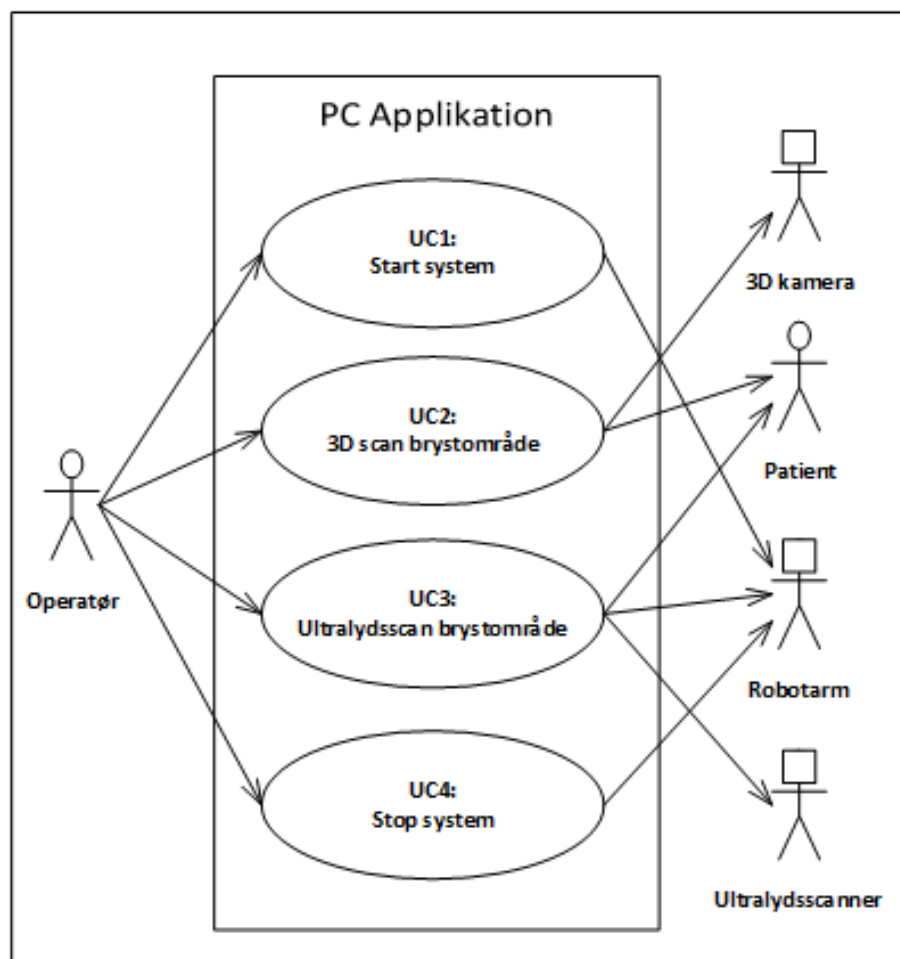 PC Applikation
UC1:
Start system
3D kamera
UC2:
3D scan brystområde
Patient
Operatør
UC3:
Ultralydsscan brystområde
Robotarm
UC4:
Stop system
Ultralydsscanner